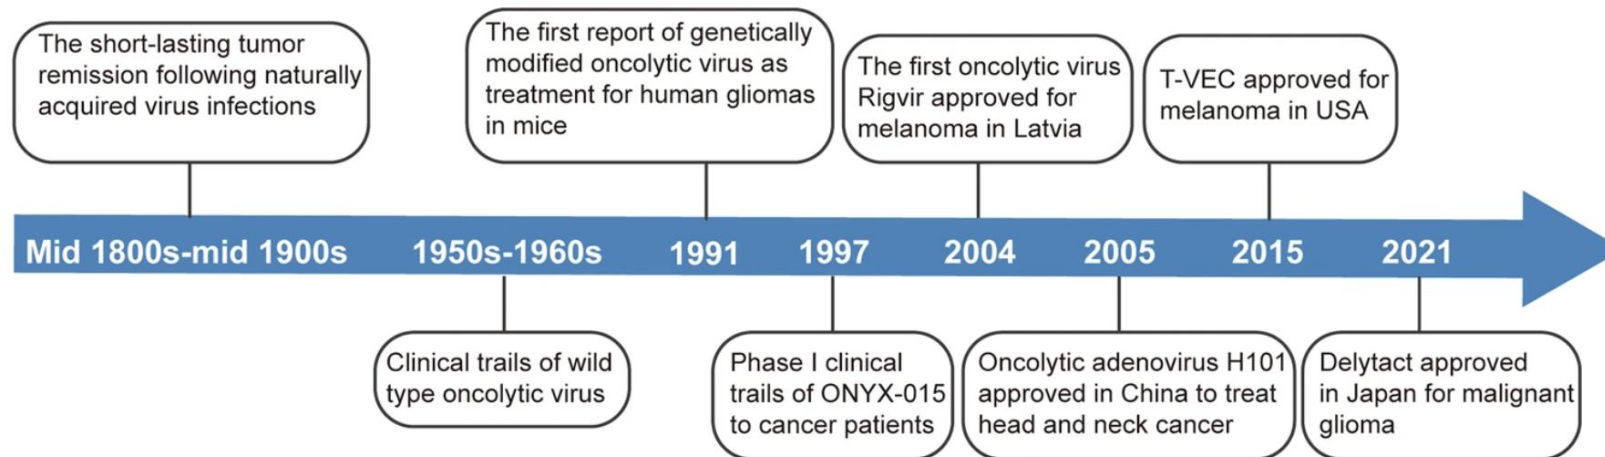 The short-lasting tumor
remission following naturally
acquired virus infections
The first report of genetically
modified oncolytic virus as
treatment for human gliomas
in mice
The first oncolytic virus
Rigvir approved for
melanoma in Latvia
T-VEC approved for
melanoma in USA
Mid 1800s-mid 1900s
1950s-1960s
1991
1997
2004
2005
2015
2021
Clinical trails of wild
type oncolytic virus
Phase I clinical
trails of ONYX-015
to cancer patients
Oncolytic adenovirus H101
approved in China to treat
head and neck cancer
Delytact approved
in Japan for malignant
glioma